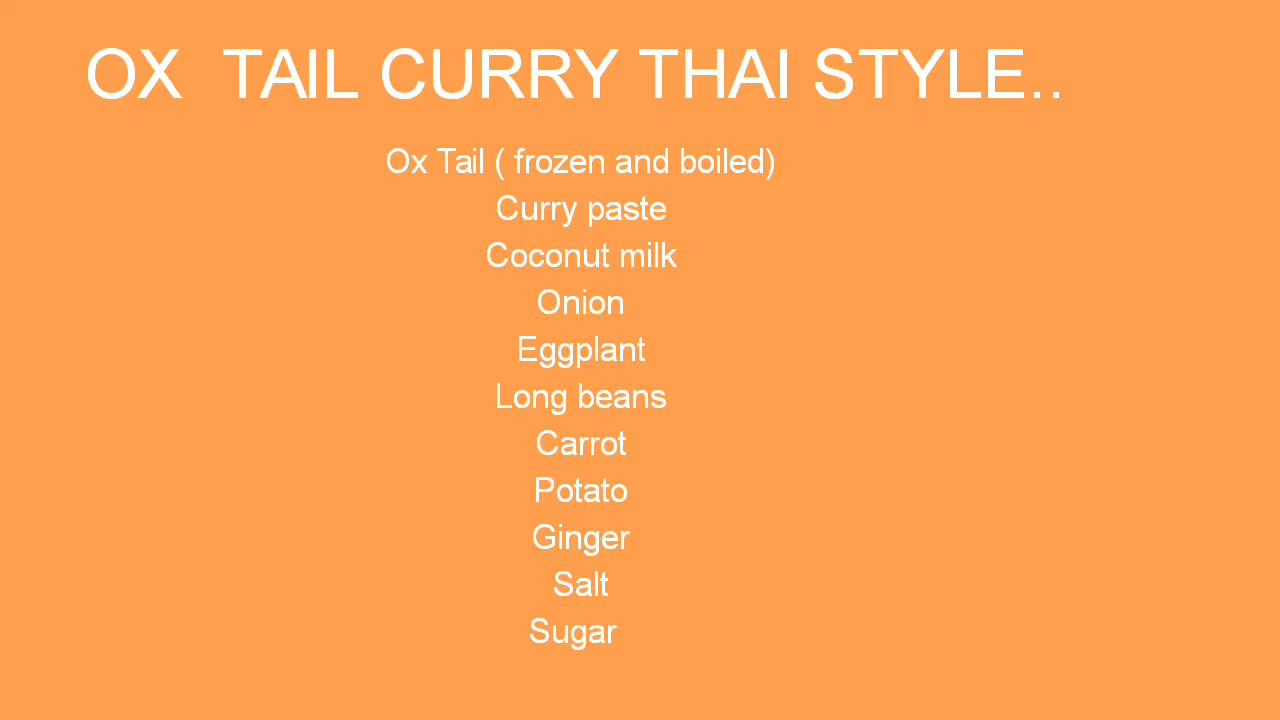 OX  TAIL CURRY THAI STYLE..
Ox Tail ( frozen and boiled)
Curry paste
Coconut milk
Onion
Eggplant
Long beans
Carrot
Potato
Ginger
Salt
Sugar